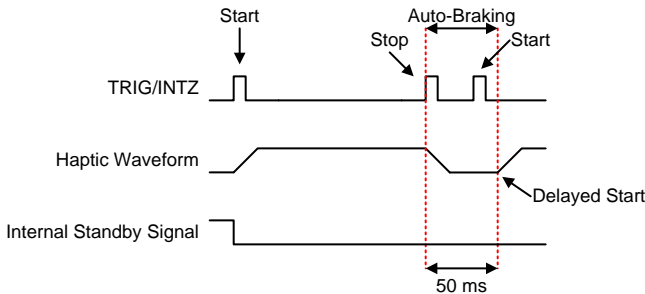 Start
Auto-Braking
Stop
Start
TRIG/INTZ
Haptic Waveform
Delayed Start
Internal Standby Signal
50 ms